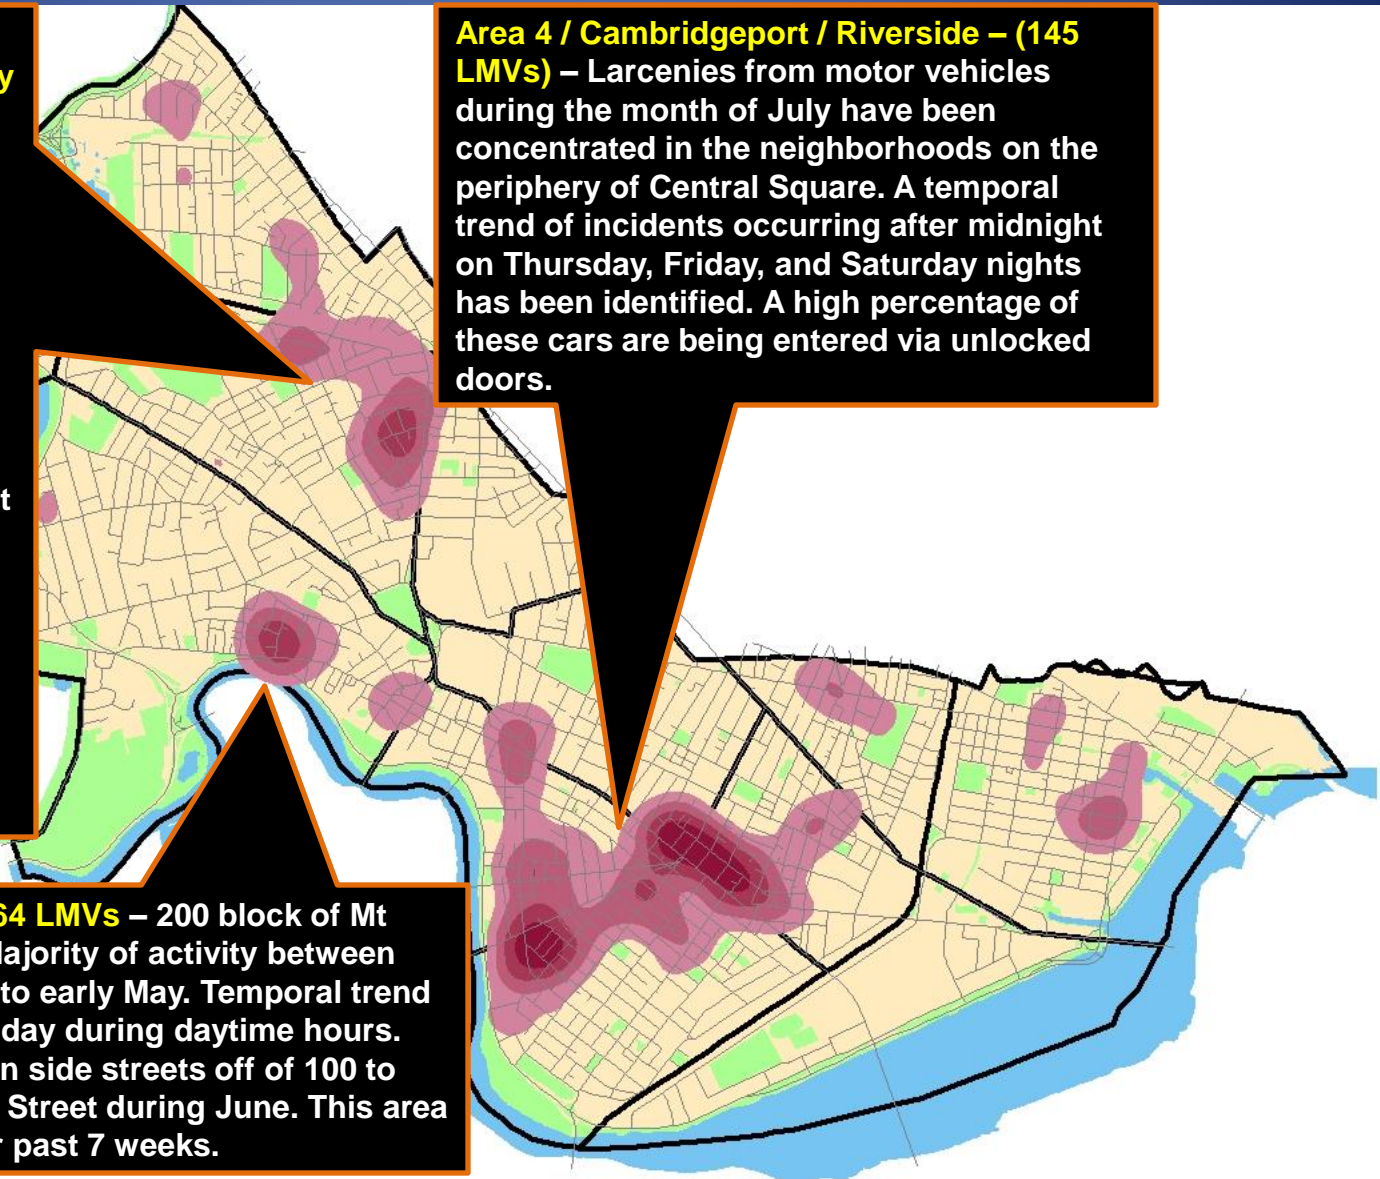 y
t
Area 4 / Cambridgeport / Riverside – (145
LMVs) – Larcenies from motor vehicles
during the month of July have been
concentrated in the neighborhoods on the
periphery of Central Square. A temporal
trend of incidents occurring after midnight
on Thursday, Friday, and Saturday nights
has been identified. A high percentage of
these cars are being entered via unlocked
doors.
64 LMVs – 200 block of Mt
ajority of activity between
to early May. Temporal trend
day during daytime hours.
n side streets off of 100 to
Street during June. This area
r past 7 weeks.